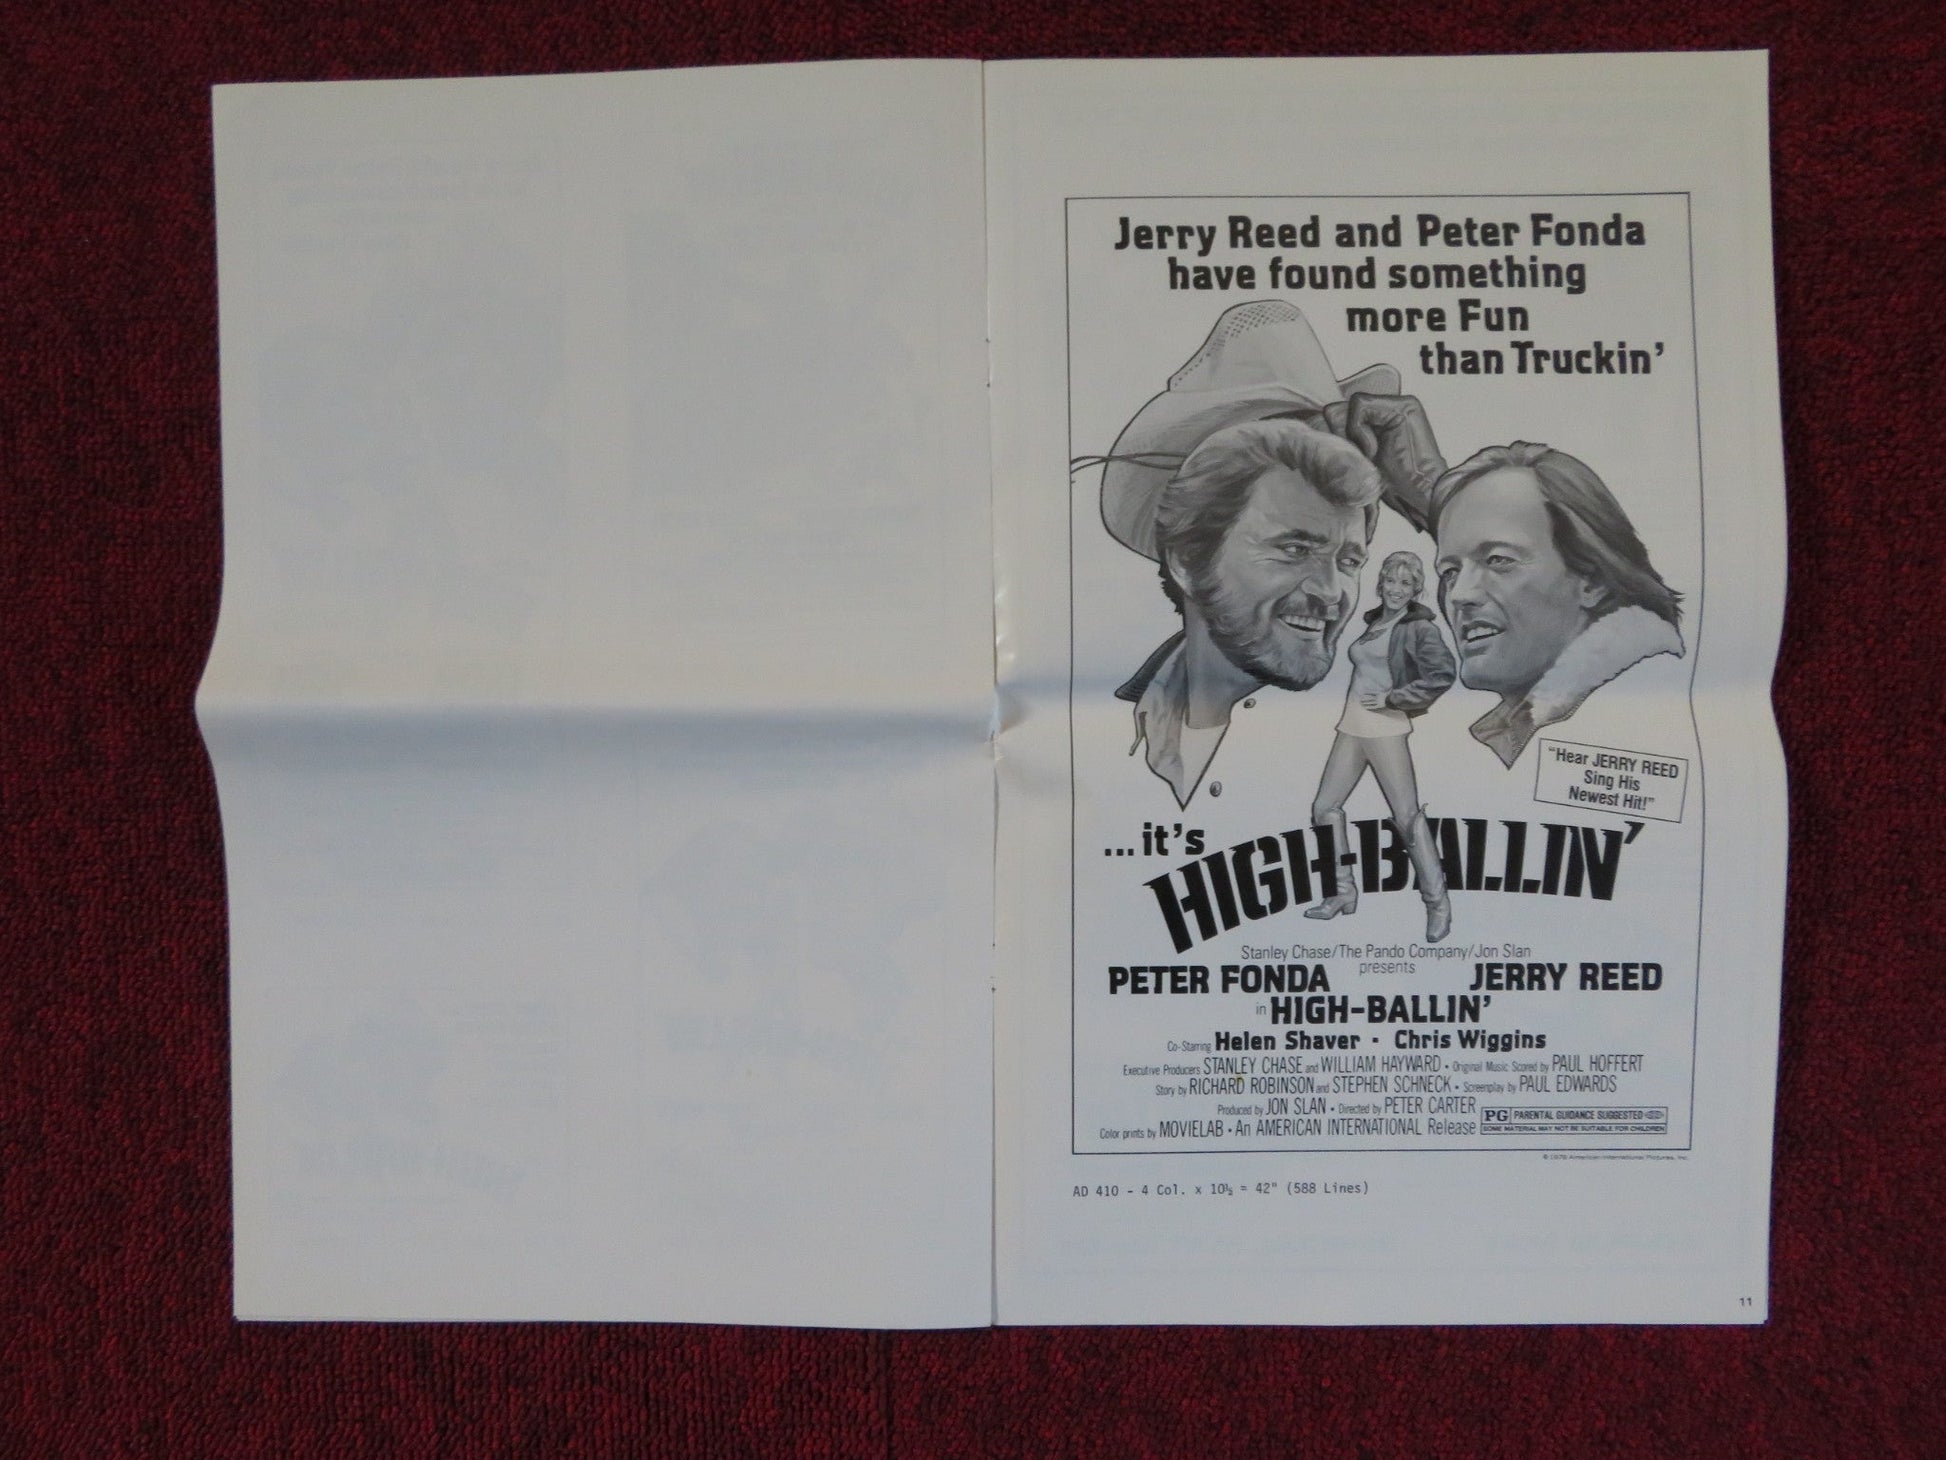 Jerry Reed and Peter Fonda
have found something
more Fun
than Truckin'
"Hear JERRY REED
Sing His
Newest Hit!"
...it's
HIGH-BALLIN'
Stanley Chase/The Pando Company/Jon Slan
presents
PETER FONDA JERRY REED
in HIGH-BALLIN'
Co-Starring Helen Shaver • Chris Wiggins
Executive Producers STANLEY CHASE and WILLIAM HAYWARD • Original Music Scored by PAUL HOFFERT
Story by RICHARD ROBINSON and STEPHEN SCHNECK • Screenplay by PAUL EDWARDS
Produced by JON SLAN • Directed by PETER CARTER
Color prints by MOVIELAB • An AMERICAN INTERNATIONAL Release
PG PARENTAL GUIDANCE SUGGESTED
SOME MATERIAL MAY NOT BE SUITABLE FOR CHILDREN
© 1978 American International Pictures, Inc.
AD 410 - 4 Col. x 10½ = 42" (588 Lines)
11